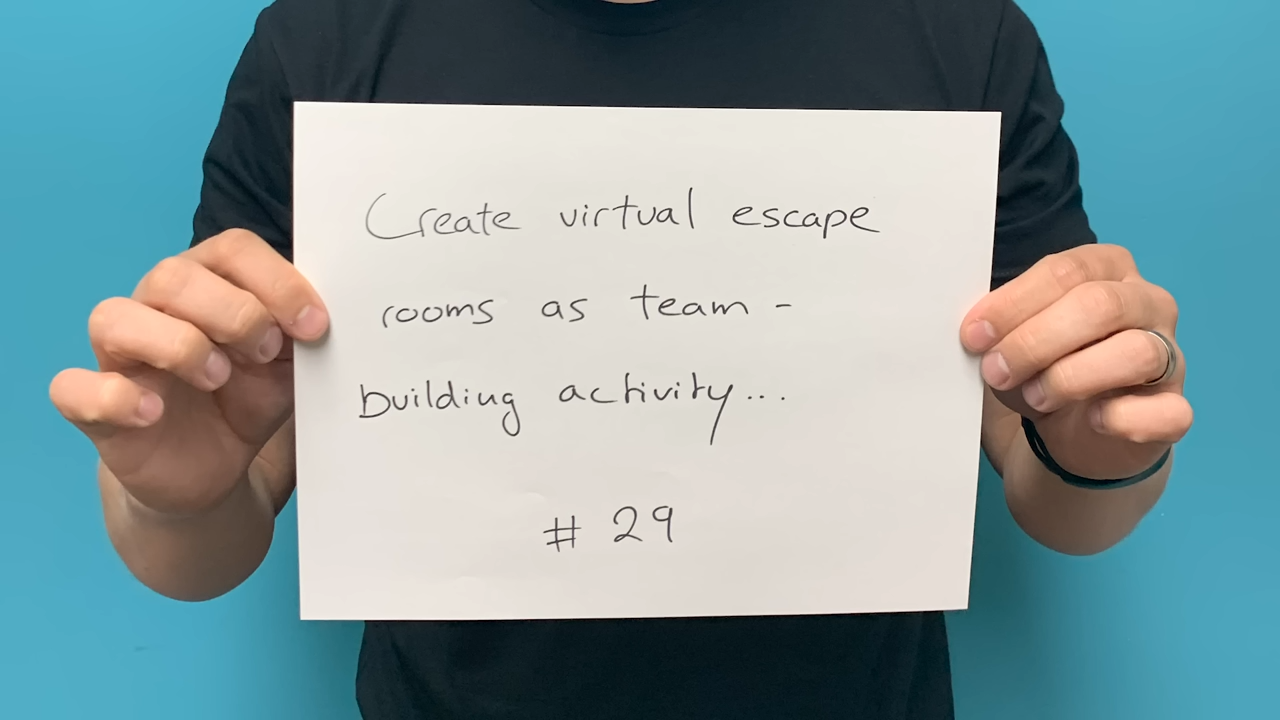 Create virtual escape
rooms as team-
building activity...
# 29